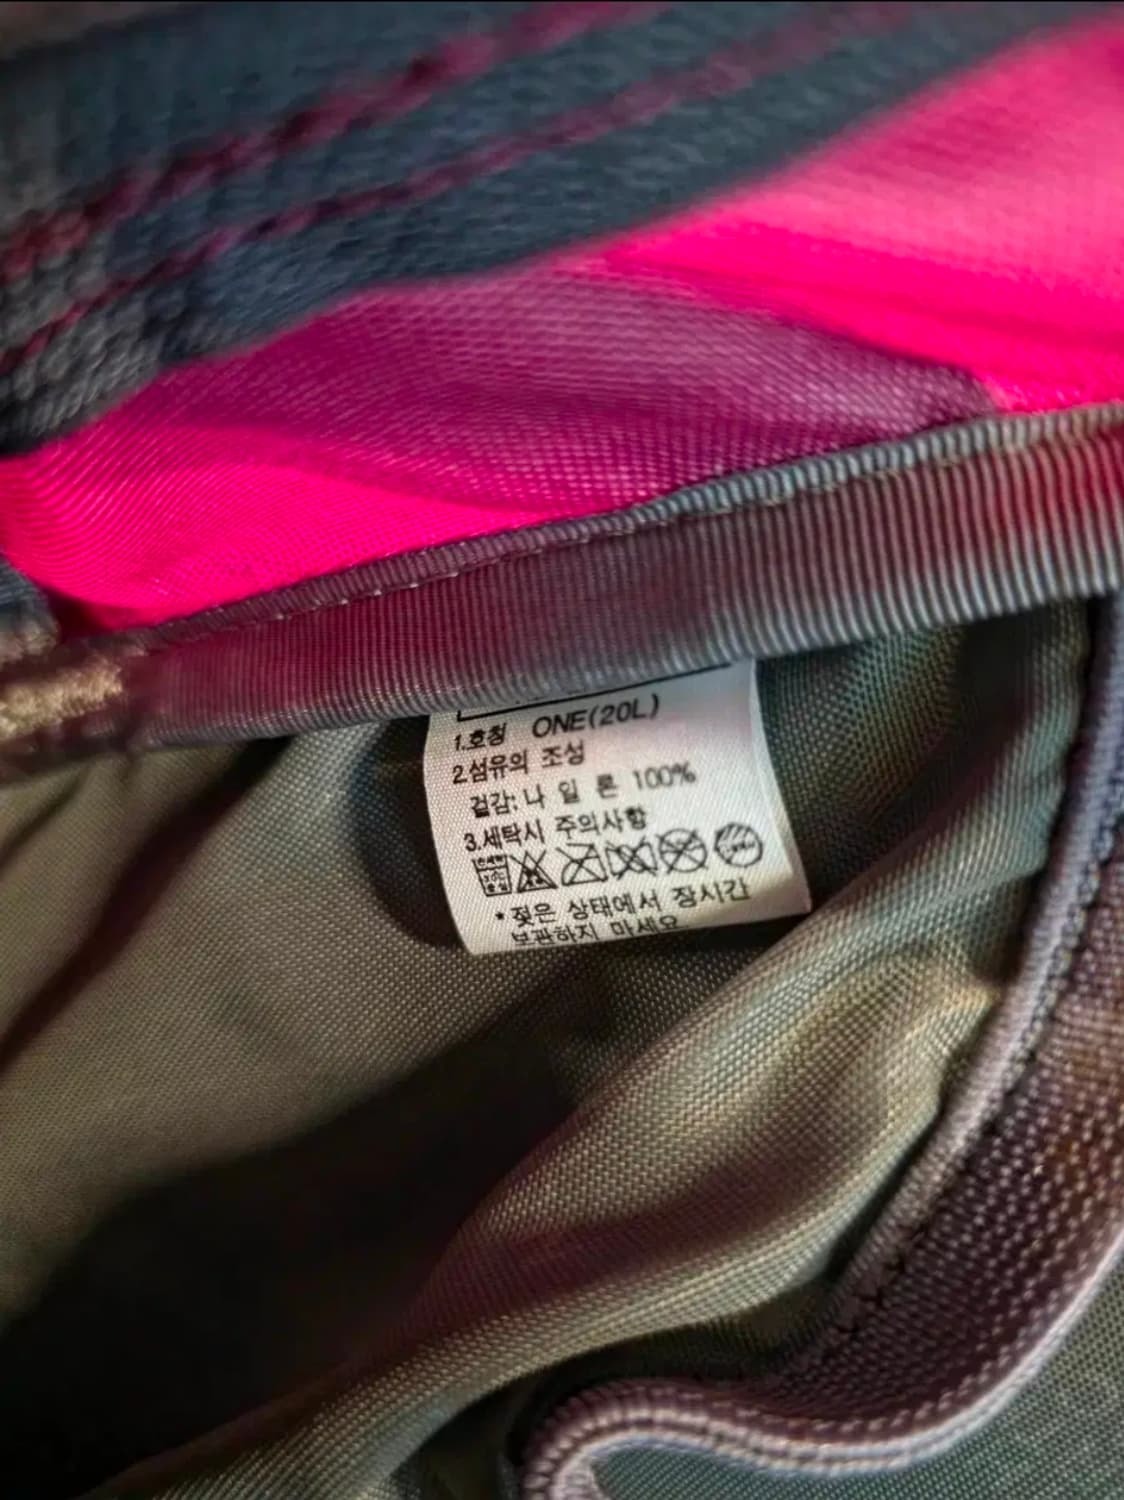 1.호칭 ONE(20L)
2.섬유의 조성
겉감: 나 일 론 100%
3.세탁시 주의사항
* 젖은 상태에서 장시간
보관하지 마세요